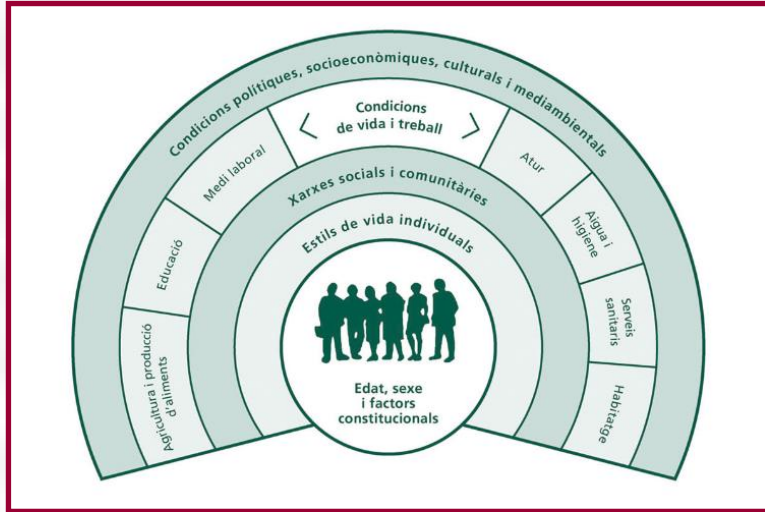 Condicions polítiques, socioeconòmiques, culturals i mediambientals
Condicions
de vida i treball
Agricultura i producció
d'aliments
Educació
Medi laboral
Atur
Aigua i
higiene
Serveis
sanitaris
Habitatge
Xarxes socials i comunitàries
Estils de vida individuals
Edat, sexe
i factors
constitucionals